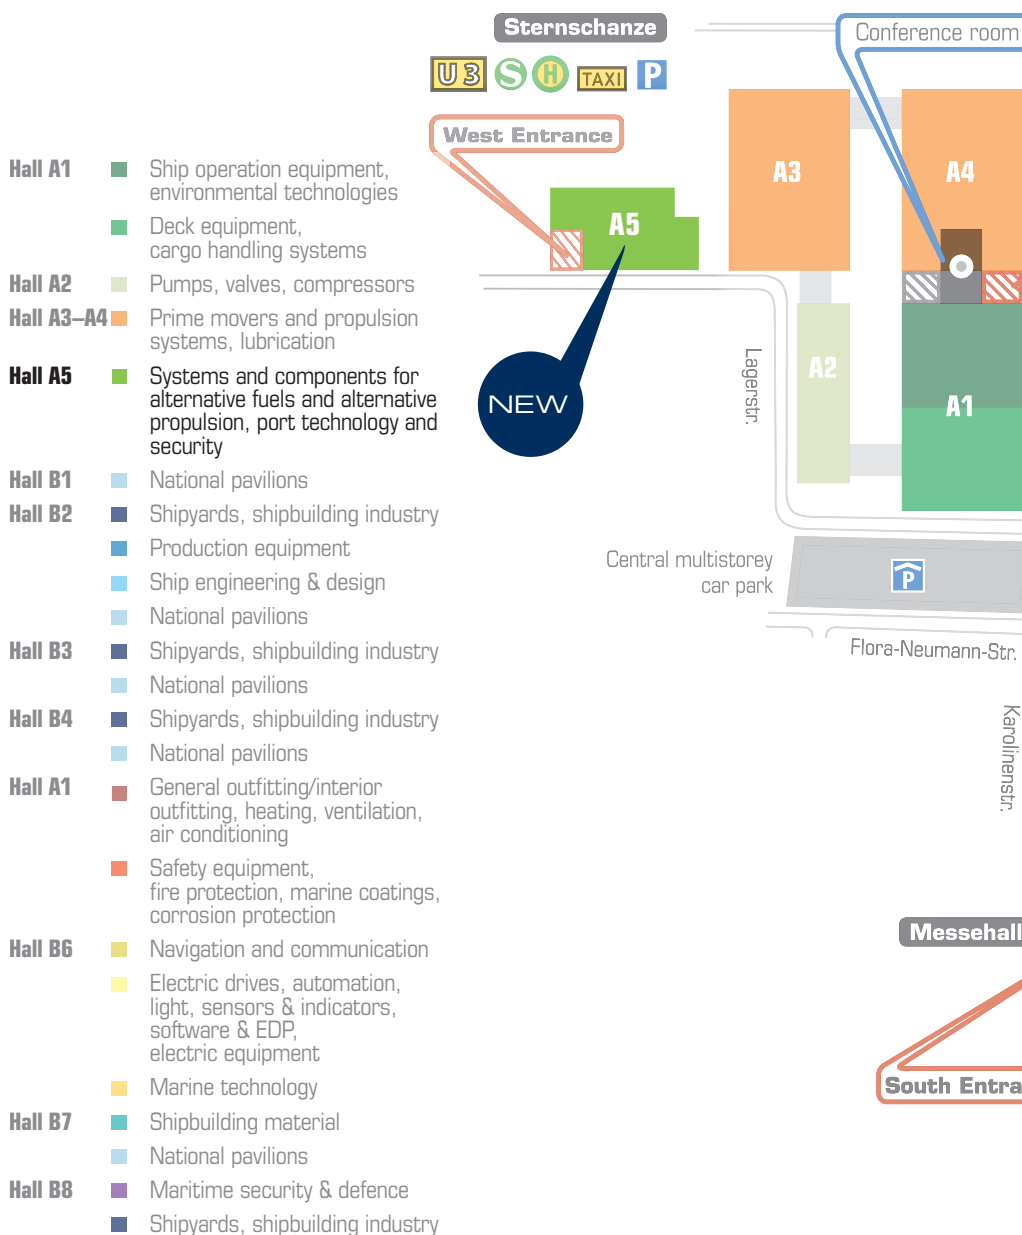 Sternschanze
Conference room
U3 S H TAXI P
West Entrance
Hall A1 Ship operation equipment,
environmental technologies
Deck equipment,
cargo handling systems
Hall A2 Pumps, valves, compressors
Hall A3–A4 Prime movers and propulsion
systems, lubrication
Hall A5 Systems and components for
alternative fuels and alternative
propulsion, port technology and
security
Hall B1 National pavilions
Hall B2 Shipyards, shipbuilding industry
Production equipment
Ship engineering & design
National pavilions
Hall B3 Shipyards, shipbuilding industry
National pavilions
Hall B4 Shipyards, shipbuilding industry
National pavilions
Hall A1 General outfitting/interior
outfitting, heating, ventilation,
air conditioning
Safety equipment,
fire protection, marine coatings,
corrosion protection
Hall B6 Navigation and communication
Electric drives, automation,
light, sensors & indicators,
software & EDP,
electric equipment
Marine technology
Hall B7 Shipbuilding material
National pavilions
Hall B8 Maritime security & defence
Shipyards, shipbuilding industry
A3
A4
A5
NEW
Lagerstr.
A2
A1
Central multistorey
car park
P
Flora-Neumann-Str.
Karolinenstr.
Messehall
South Entra